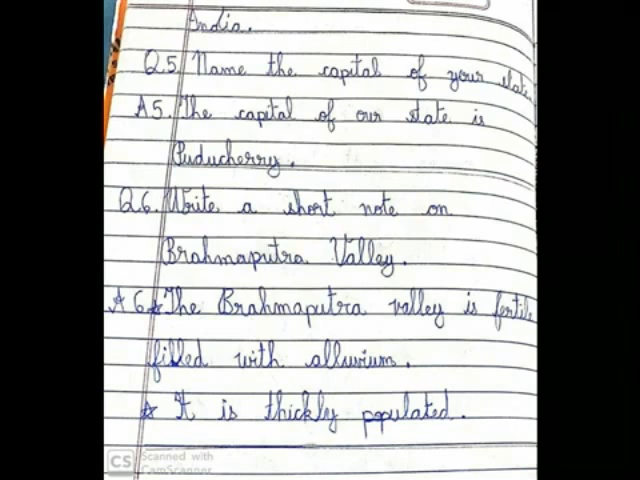 India.
Q.5. Name the capital of your state.
A5. The capital of our state is
Puducherry.
Q.6. Write a short note on
Brahmaputra Valley.
A 6.☆ The Brahmaputra valley is fertile
filled with alluvium.
☆ It is thickly populated.
CS Scanned with
CamScanner